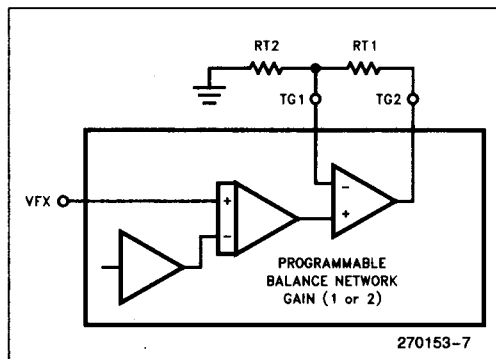 RT2
RT1
TG1
TG2
VFX
+
-
-
+
PROGRAMMABLE
BALANCE NETWORK
GAIN (1 or 2)
270153-7